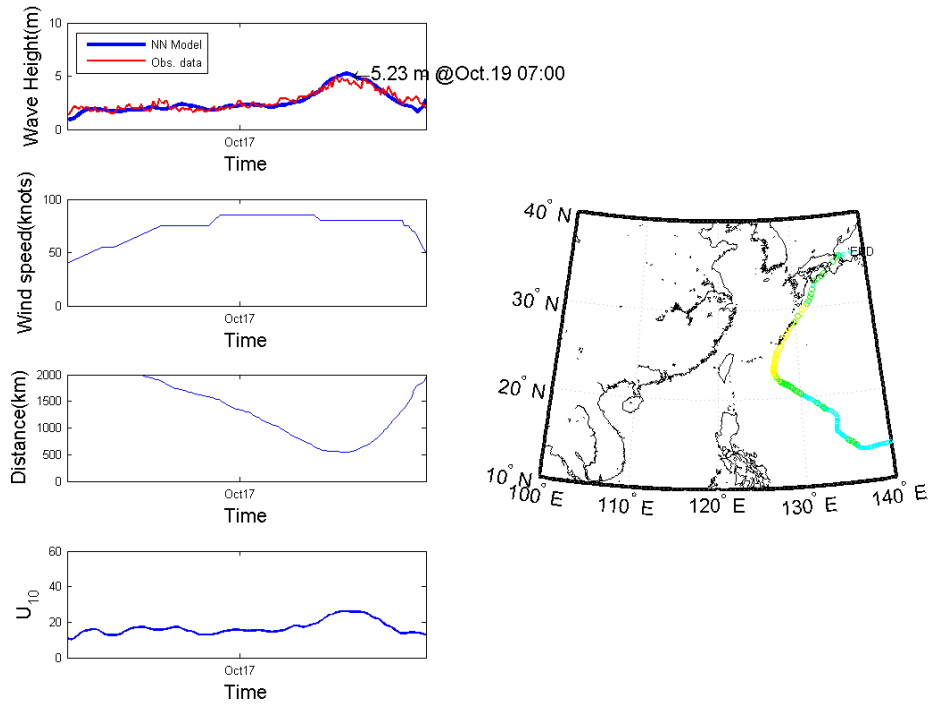 10
5
0
Wave Height(m)
NN Model
Obs. data
←5.23 m @Oct.19 07:00
Oct17
Time
100
50
0
Wind speed(knots)
Oct17
Time
2000
1500
1000
500
0
Distance(km)
Oct17
Time
60
40
20
0
U10
Oct17
Time
40° N
30° N
20° N
10° N
100° E
110° E
120° E
130° E
140° E
END